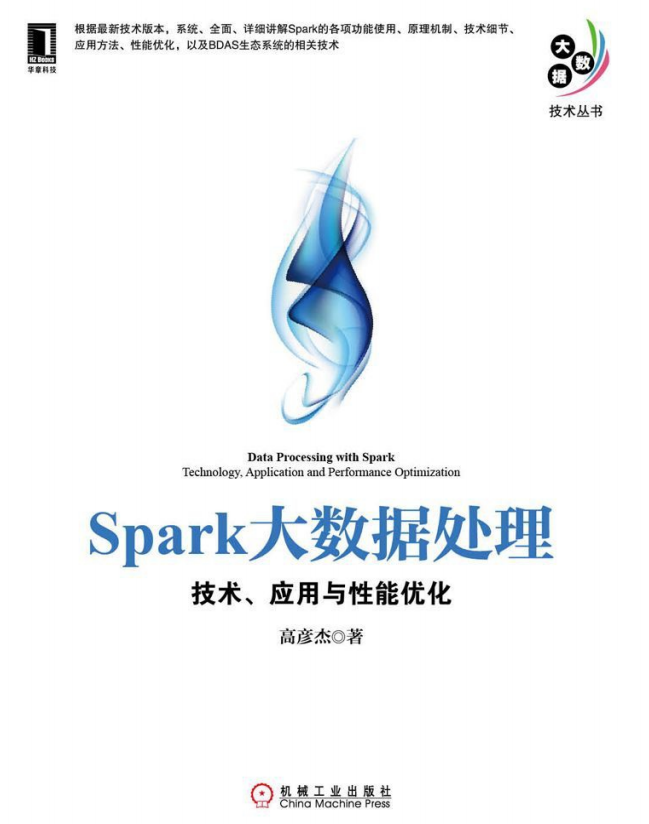 根据最新技术版本，系统、全面、详细讲解Spark的各项功能使用、原理机制、技术细节、
应用方法、性能优化，以及BDAS生态系统的相关技术
HZ Books
华章科技
大数据
技术丛书
Data Processing with Spark
Technology, Application and Performance Optimization
Spark大数据处理
技术、应用与性能优化
高彦杰◎著
机械工业出版社
China Machine Press